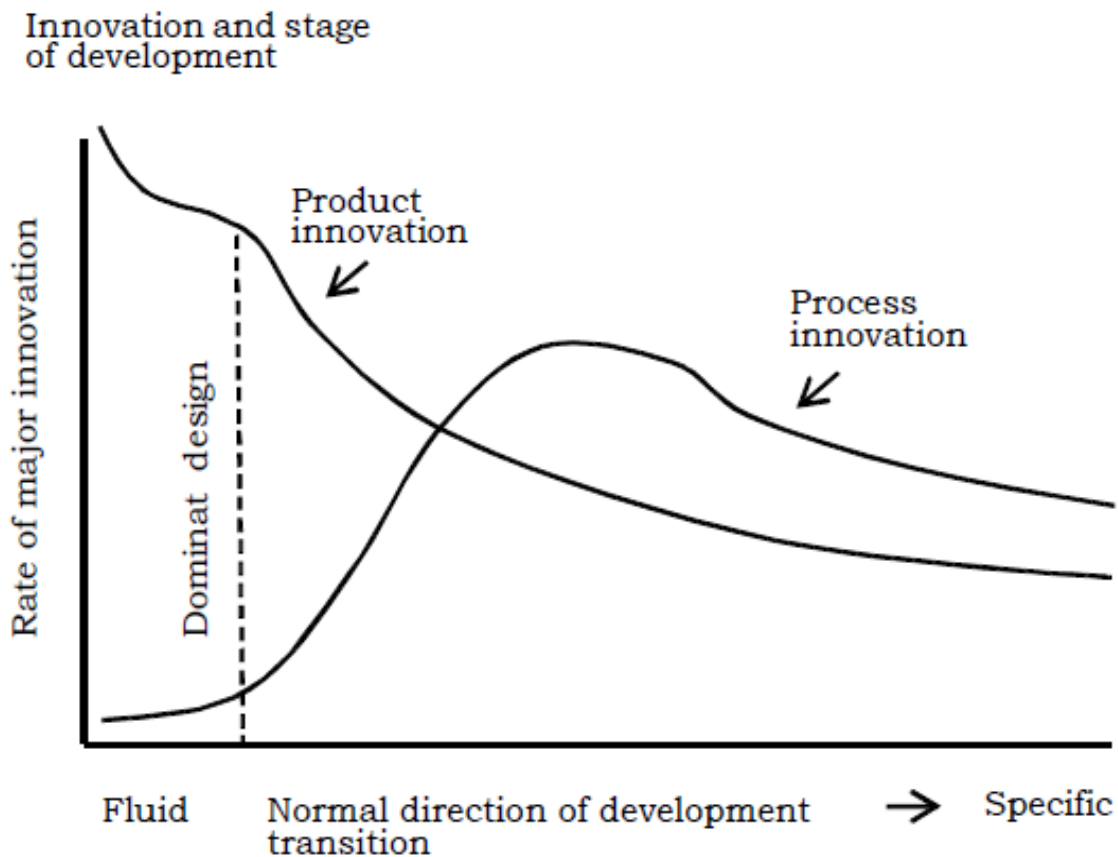 Innovation and stage
of development
Product
innovation
Process
innovation
Rate of major innovation
Dominat design
Fluid
Normal direction of development
transition
Specific